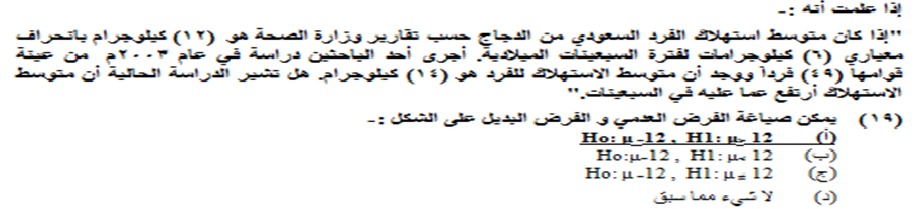 إذا علمت أنه :-
"إذا كان متوسط استهلاك الفرد السعودي من الدجاج حسب تقارير وزارة الصحة هو (١٢) كيلوجرام بانحراف
معياري (٦) كيلوجرامات لفترة السبعينات الميلادية. أجرى أحد الباحثين دراسة في عام ٢٠٠٣م من عينة
قوامها (٤٩) فرداً ووجد أن متوسط الاستهلاك للفرد هو (١٤) كيلوجرام. هل تشير الدراسة الحالية أن متوسط
الاستهلاك أرتفع عما عليه في السبعينات."
(١٩) يمكن صياغة الفرض العدمي و الفرض البديل على الشكل :-
(أ) Ho: μ=12 , H1: μ> 12
(ب) Ho:μ=12 , H1: μ< 12
(ج) Ho: μ=12 , H1: μ≠ 12
(د) لا شيء مما سبق